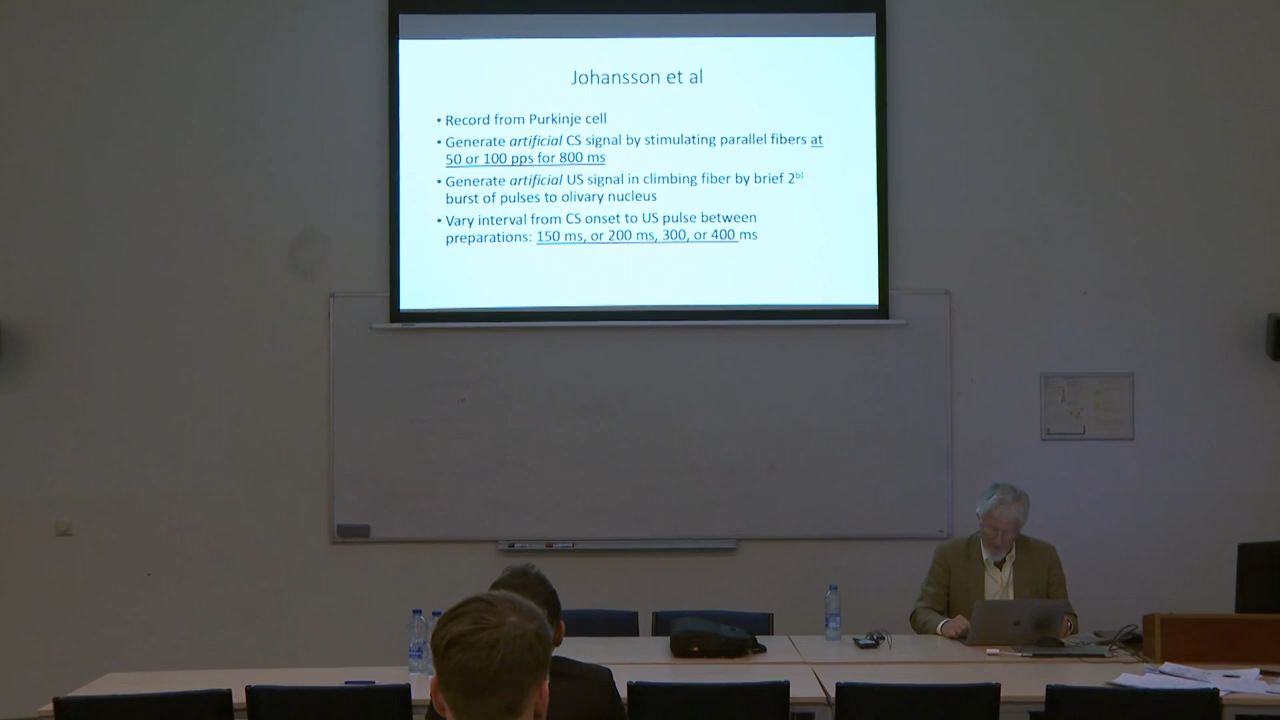 Johansson et al
• Record from Purkinje cell
• Generate artificial CS signal by stimulating parallel fibers at
50 or 100 pps for 800 ms
• Generate artificial US signal in climbing fiber by brief 2bl
burst of pulses to olivary nucleus
• Vary interval from CS onset to US pulse between
preparations: 150 ms, or 200 ms, 300, or 400 ms